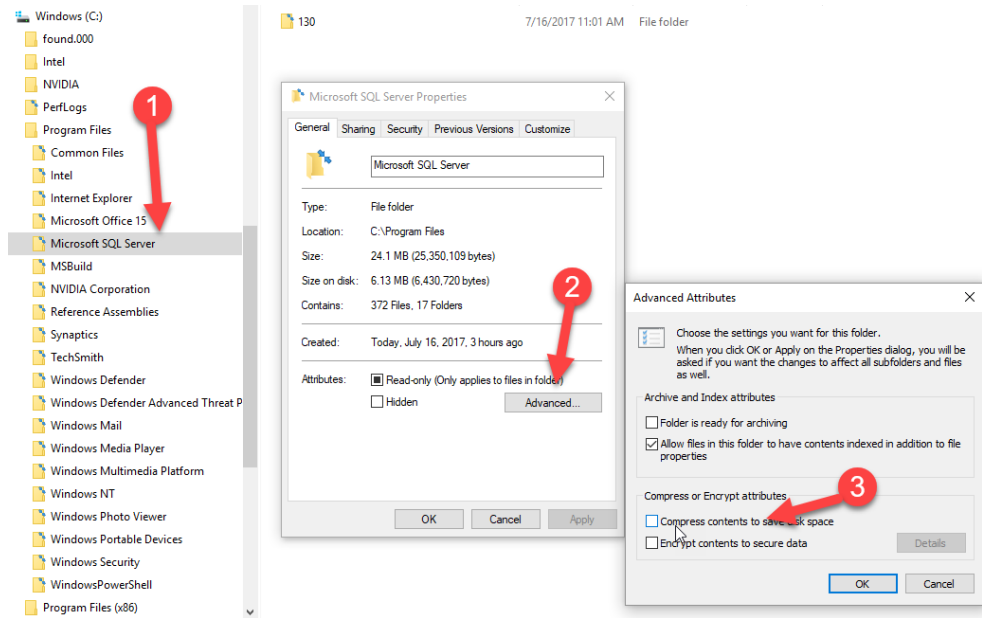 Windows (C:)
found.000
Intel
NVIDIA
PerfLogs
Program Files
Common Files
Intel
Internet Explorer
Microsoft Office 15
Microsoft SQL Server
MSBuild
NVIDIA Corporation
Reference Assemblies
Synaptics
TechSmith
Windows Defender
Windows Defender Advanced Threat P
Windows Mail
Windows Media Player
Windows Multimedia Platform
Windows NT
Windows Photo Viewer
Windows Portable Devices
Windows Security
WindowsPowerShell
Program Files (x86)
1
130 7/16/2017 11:01 AM File folder
Microsoft SQL Server Properties
General Sharing Security Previous Versions Customize
Microsoft SQL Server
Type: File folder
Location: C:\Program Files
Size: 24.1 MB (25,350,109 bytes)
Size on disk: 6.13 MB (6,430,720 bytes)
Contains: 372 Files, 17 Folders
Created: Today, July 16, 2017, 3 hours ago
Attributes: Read-only (Only applies to files in folder)
Hidden
Advanced...
2
OK Cancel Apply
Advanced Attributes
Choose the settings you want for this folder.
When you click OK or Apply on the Properties dialog, you will be
asked if you want the changes to affect all subfolders and files
as well.
Archive and Index attributes
Folder is ready for archiving
Allow files in this folder to have contents indexed in addition to file
properties
Compress or Encrypt attributes
3
Compress contents to save disk space
Encrypt contents to secure data
Details
OK Cancel